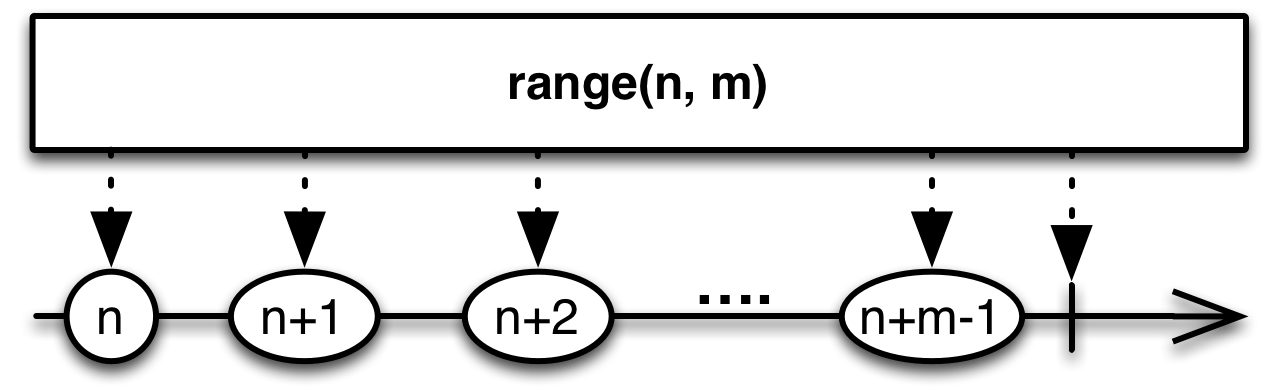 range(n, m)
n n+1 n+2 .... n+m-1